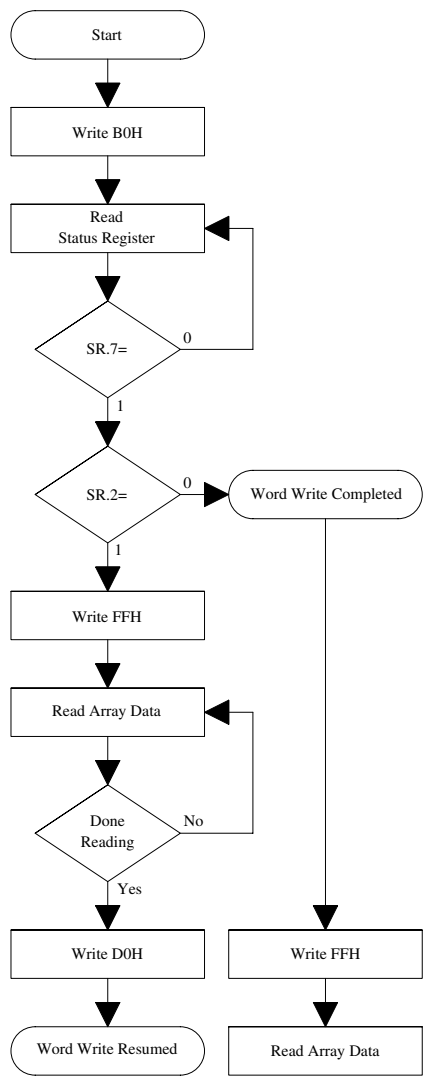 Start
Write B0H
Read
Status Register
SR.7=
0
1
SR.2=
0
Word Write Completed
1
Write FFH
Read Array Data
Done
Reading
No
Yes
Write D0H
Write FFH
Word Write Resumed
Read Array Data